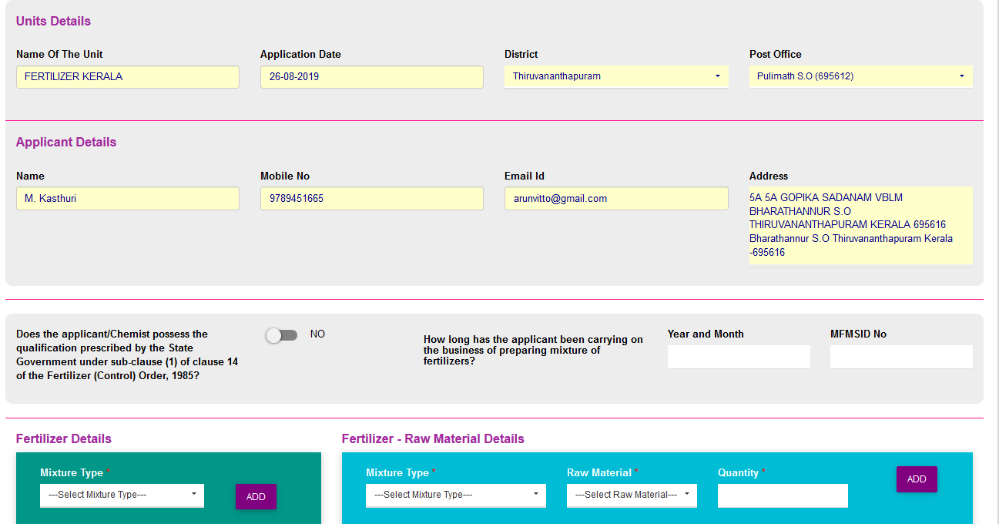 Units Details
Name Of The Unit Application Date District Post Office
FERTILIZER KERALA 26-08-2019 Thiruvananthapuram Pulimath S.O (695612)
Applicant Details
Name Mobile No Email Id Address
M. Kasthuri 9789451665 arunvitto@gmail.com 5A 5A GOPIKA SADANAM VBLM
BHARATHANNUR S.O
THIRUVANANTHAPURAM KERALA 695616
Bharathannur S.O Thiruvananthapuram Kerala
-695616
Does the applicant/Chemist possess the
qualification prescribed by the State
Government under sub-clause (1) of clause 14
of the Fertilizer (Control) Order, 1985?
NO
How long has the applicant been carrying on
the business of preparing mixture of
fertilizers?
Year and Month MFMSID No
Fertilizer Details
Mixture Type *
---Select Mixture Type--- ADD
Fertilizer - Raw Material Details
Mixture Type * Raw Material * Quantity *
---Select Mixture Type--- ---Select Raw Material--- ADD